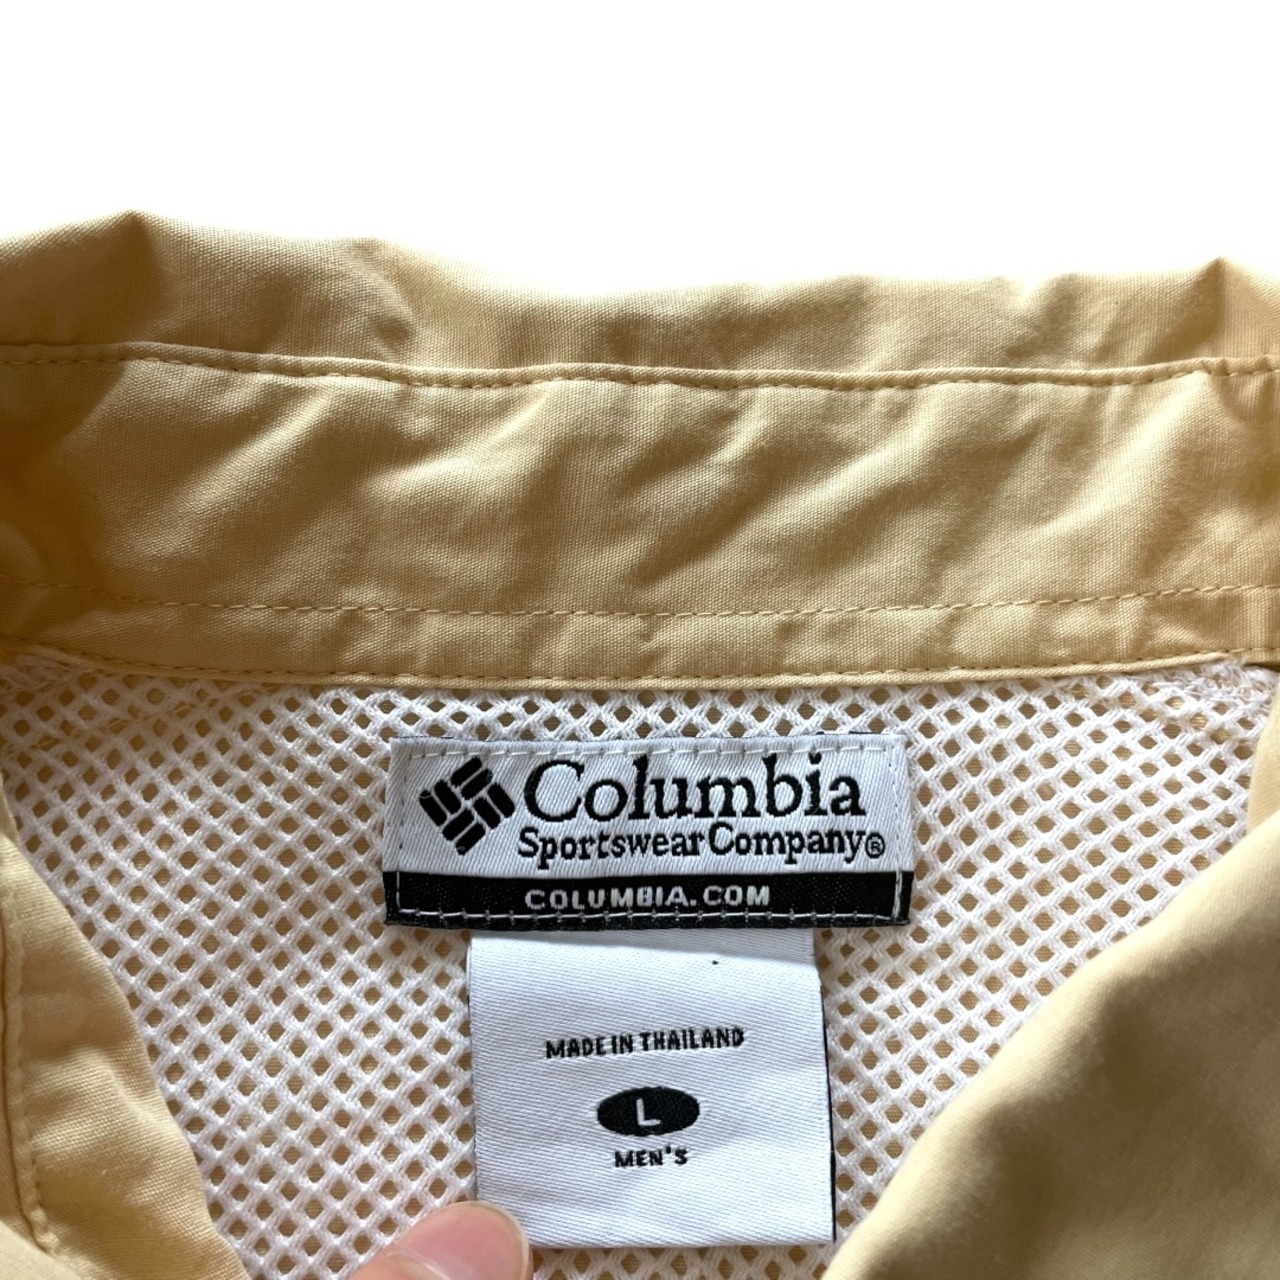 Columbia
Sportswear Company®
COLUMBIA.COM
MADE IN THAILAND
L
MEN'S